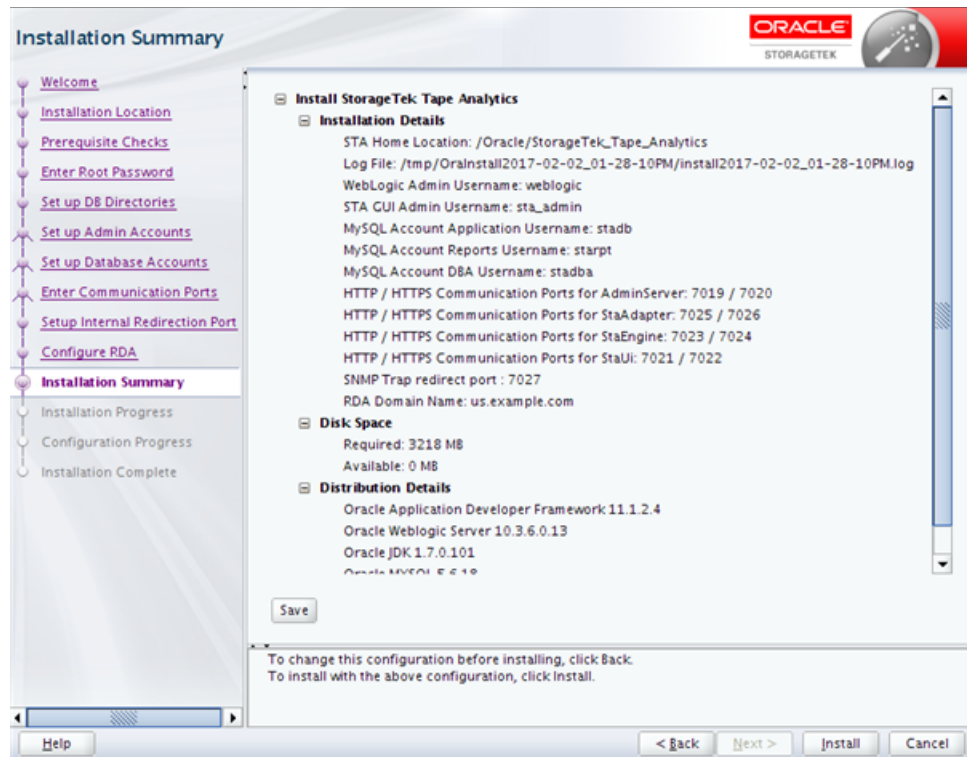 Installation Summary
ORACLE
STORAGETEK
Welcome
Installation Location
Prerequisite Checks
Enter Root Password
Set up DB Directories
Set up Admin Accounts
Set up Database Accounts
Enter Communication Ports
Setup Internal Redirection Port
Configure RDA
Installation Summary
Installation Progress
Configuration Progress
Installation Complete
Install StorageTek Tape Analytics
Installation Details
STA Home Location: /Oracle/StorageTek_Tape_Analytics
Log File: /tmp/OraInstall2017-02-02_01-28-10PM/install2017-02-02_01-28-10PM.log
WebLogic Admin Username: weblogic
STA GUI Admin Username: sta_admin
MySQL Account Application Username: stadb
MySQL Account Reports Username: starpt
MySQL Account DBA Username: stadba
HTTP / HTTPS Communication Ports for AdminServer: 7019 / 7020
HTTP / HTTPS Communication Ports for StaAdapter: 7025 / 7026
HTTP / HTTPS Communication Ports for StaEngine: 7023 / 7024
HTTP / HTTPS Communication Ports for StaUi: 7021 / 7022
SNMP Trap redirect port : 7027
RDA Domain Name: us.example.com
Disk Space
Required: 3218 MB
Available: 0 MB
Distribution Details
Oracle Application Developer Framework 11.1.2.4
Oracle Weblogic Server 10.3.6.0.13
Oracle JDK 1.7.0.101
Oracle MYSQL 5.6.18
Save
To change this configuration before installing, click Back.
To install with the above configuration, click Install.
Help
< Back
Next >
Install
Cancel